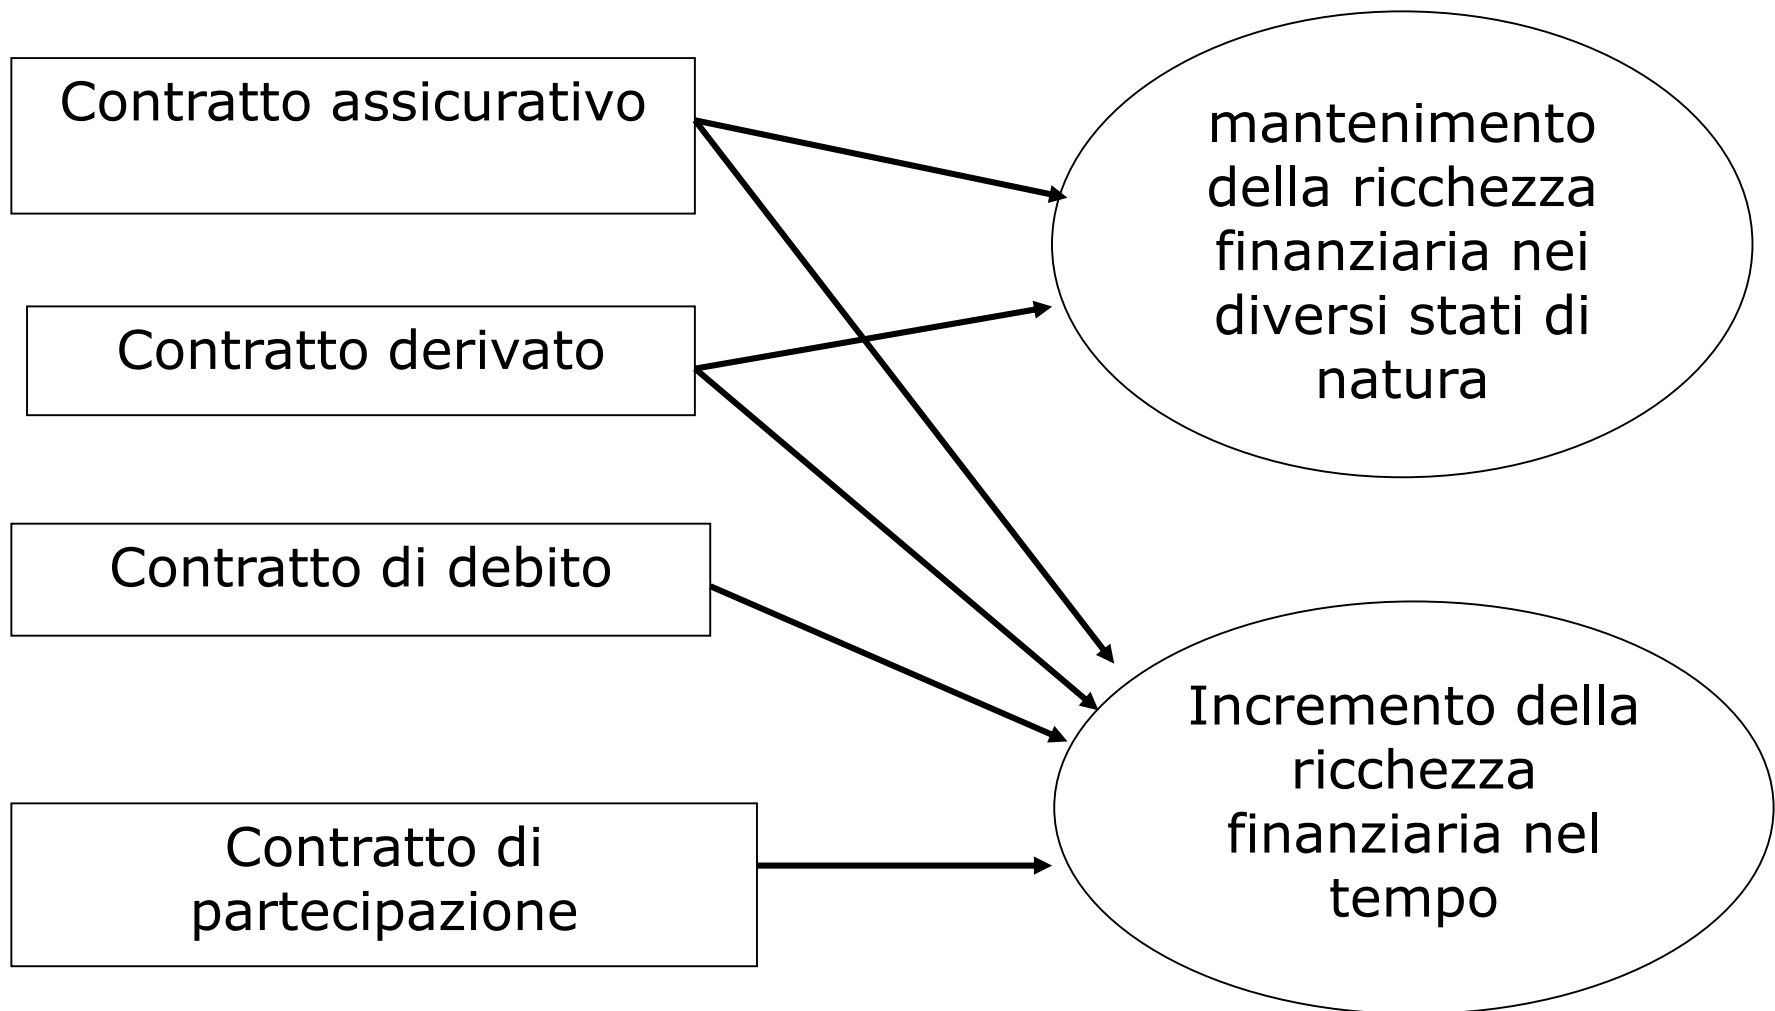 Contratto assicurativo
Contratto derivato
Contratto di debito
Contratto di
partecipazione
mantenimento
della ricchezza
finanziaria nei
diversi stati di
natura
Incremento della
ricchezza
finanziaria nel
tempo